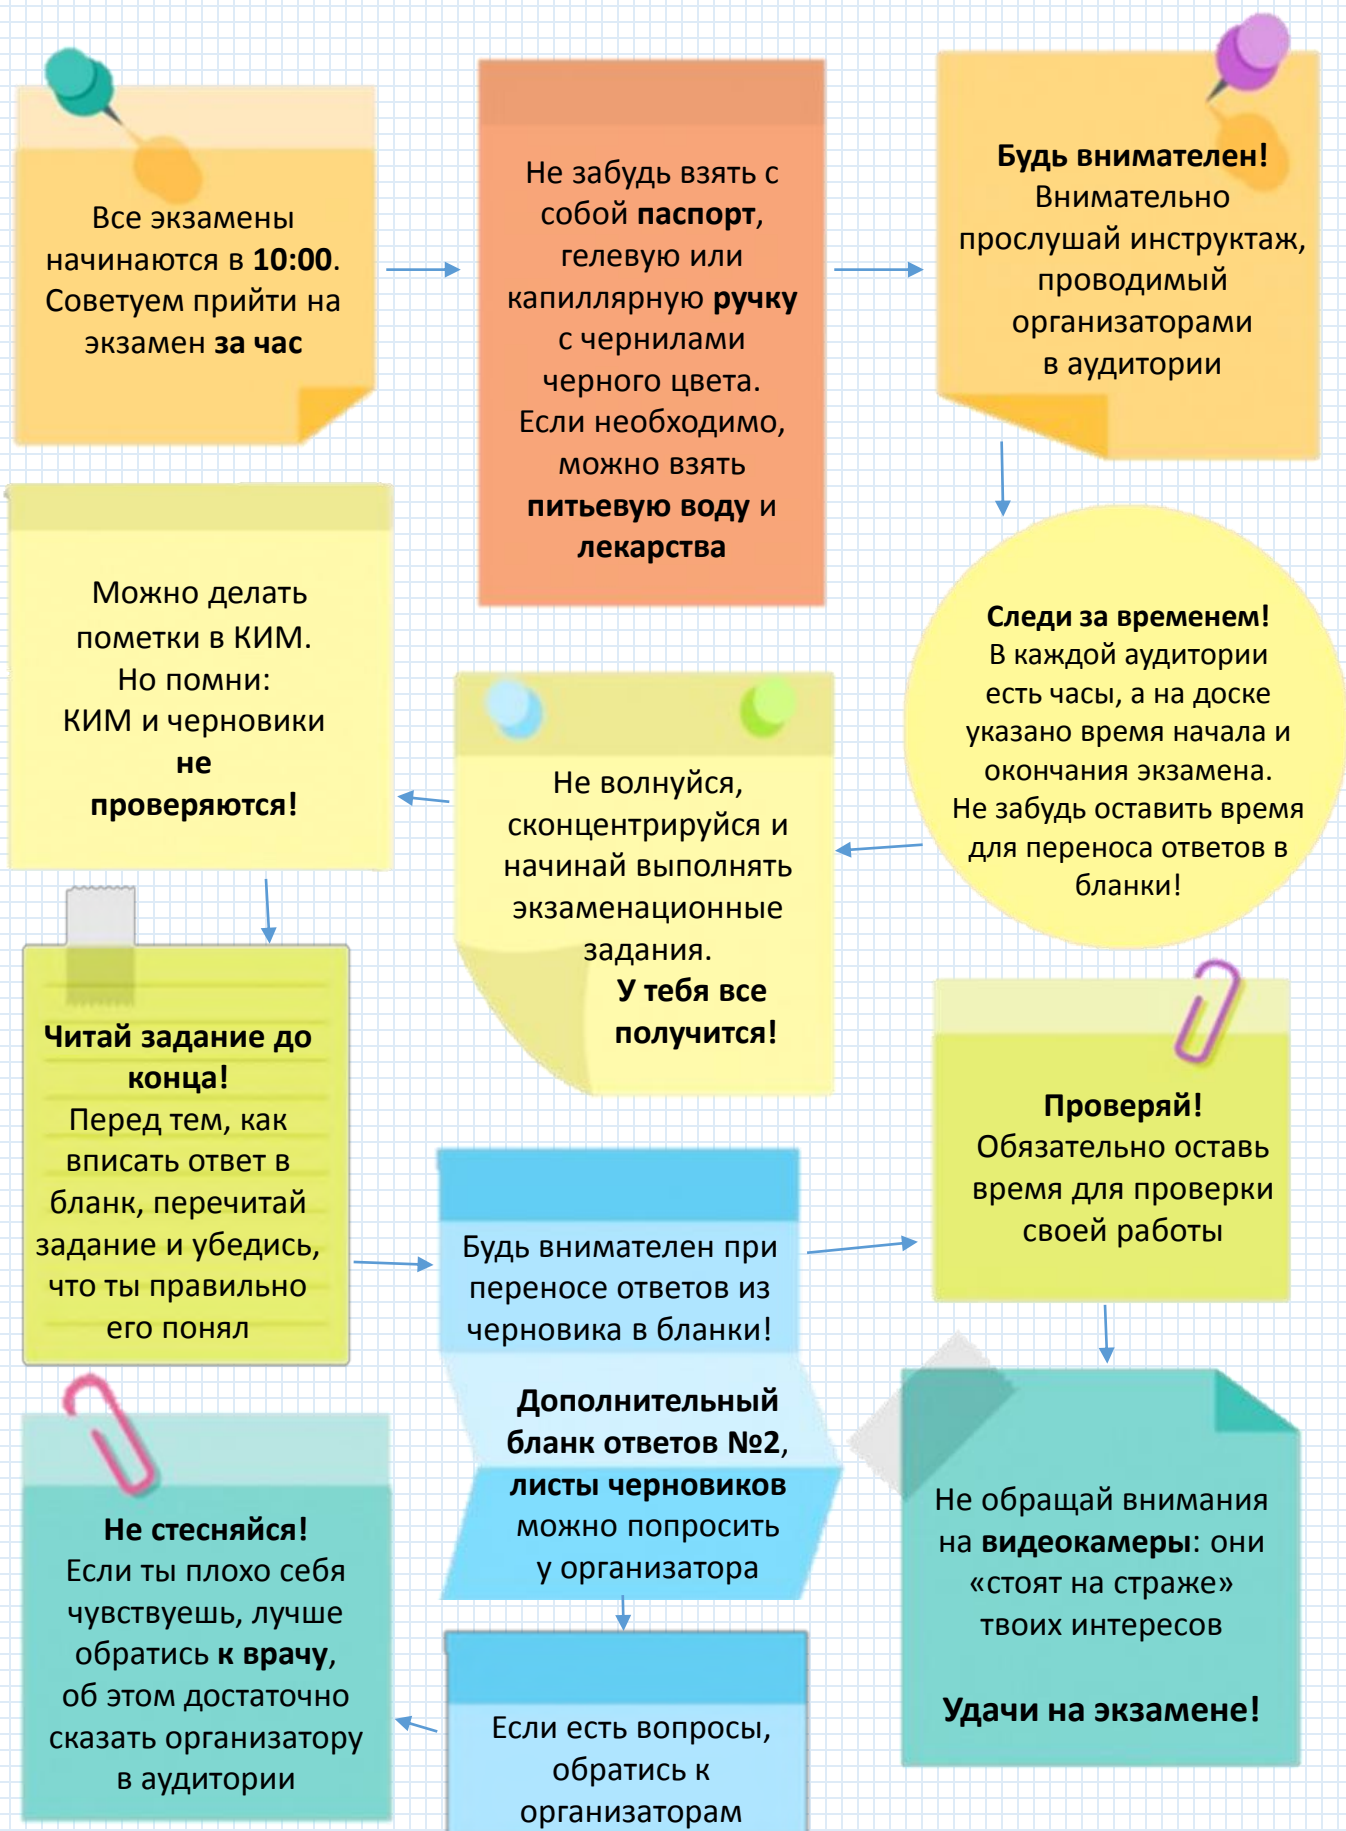 Все экзамены
начинаются в 10:00.
Советуем прийти на
экзамен за час
Не забудь взять с
собой паспорт,
гелевую или
капиллярную ручку
с чернилами
черного цвета.
Если необходимо,
можно взять
питьевую воду и
лекарства
Будь внимателен!
Внимательно
прослушай инструктаж,
проводимый
организаторами
в аудитории
Следи за временем!
В каждой аудитории
есть часы, а на доске
указано время начала и
окончания экзамена.
Не забудь оставить время
для переноса ответов в
бланки!
Не волнуйся,
сконцентрируйся и
начинай выполнять
экзаменационные
задания.
У тебя все
получится!
Можно делать
пометки в КИМ.
Но помни:
КИМ и черновики
не
проверяются!
Читай задание до
конца!
Перед тем, как
вписать ответ в
бланк, перечитай
задание и убедись,
что ты правильно
его понял
Будь внимателен при
переносе ответов из
черновика в бланки!
Дополнительный
бланк ответов №2,
листы черновиков
можно попросить
у организатора
Проверяй!
Обязательно оставь
время для проверки
своей работы
Не обращай внимания
на видеокамеры: они
«стоят на страже»
твоих интересов
Удачи на экзамене!
Если есть вопросы,
обратись к
организаторам
Не стесняйся!
Если ты плохо себя
чувствуешь, лучше
обратись к врачу,
об этом достаточно
сказать организатору
в аудитории